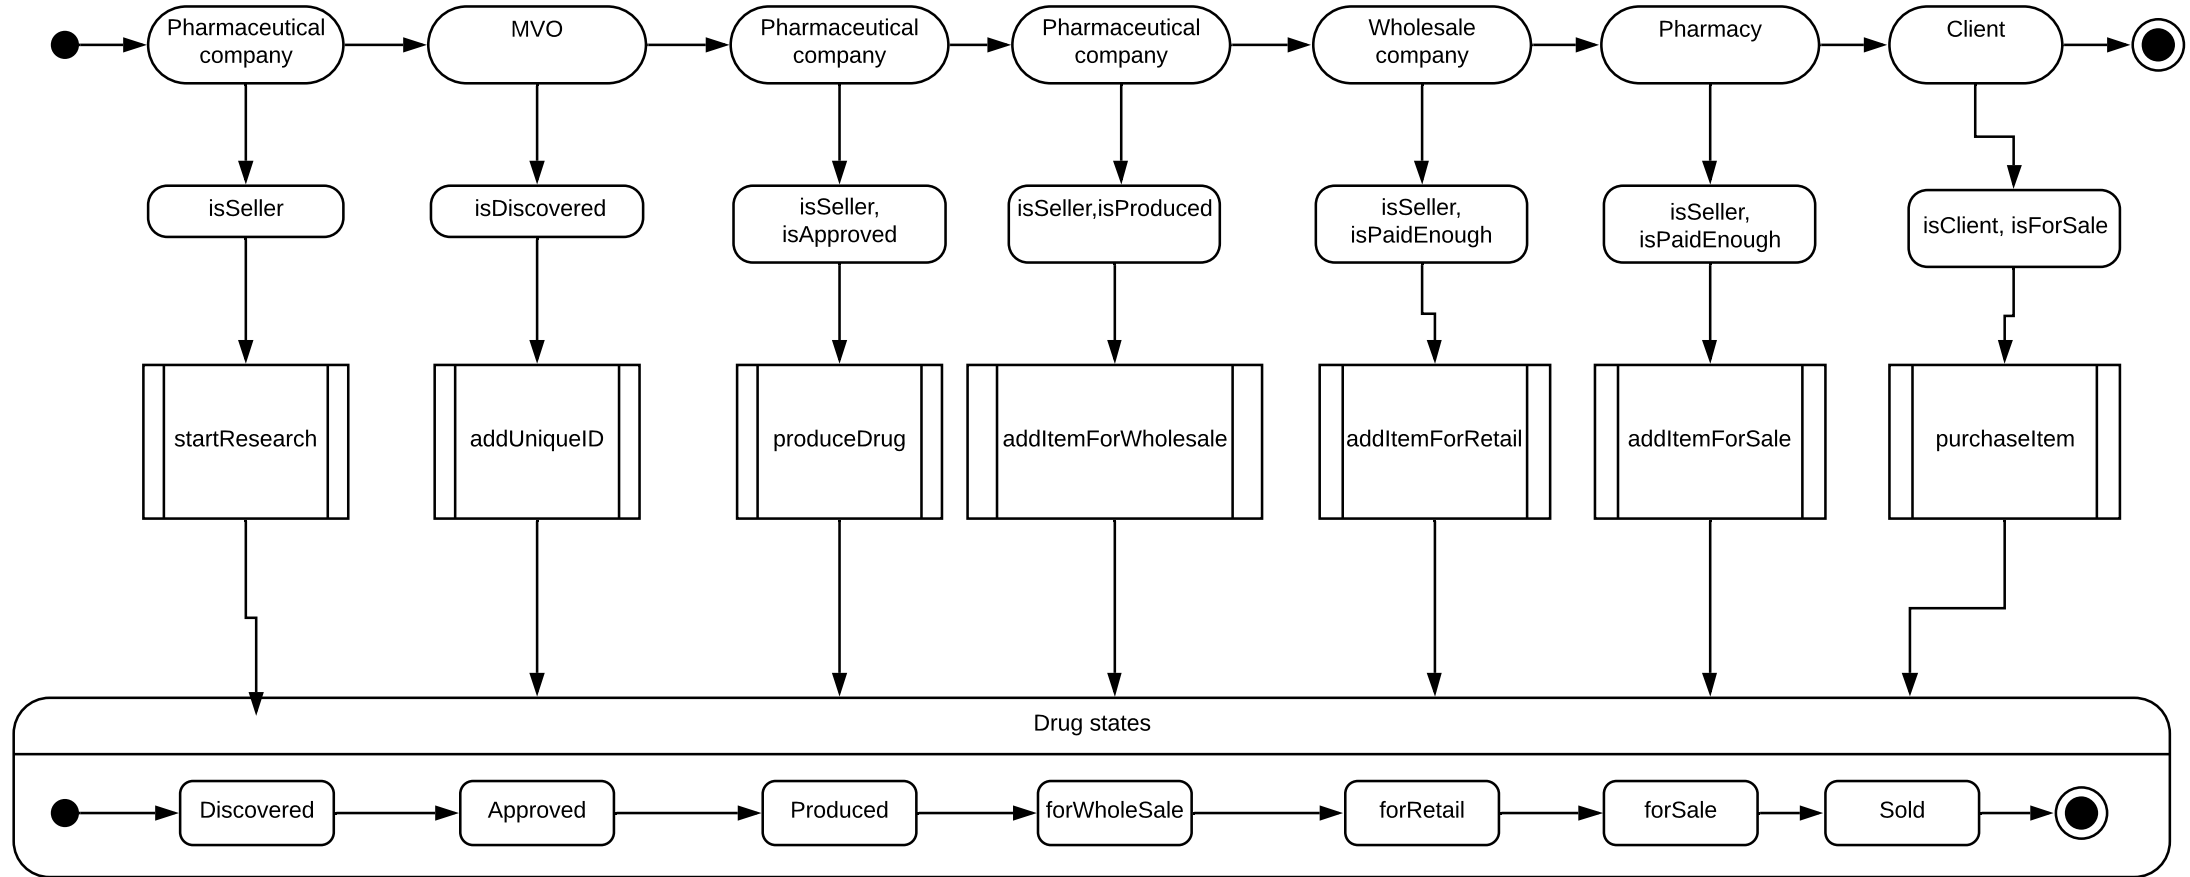 Pharmaceutical
company
MVO
Pharmaceutical
company
Pharmaceutical
company
Wholesale
company
Pharmacy
Client
isSeller
isDiscovered
isSeller,
isApproved
isSeller,isProduced
isSeller,
isPaidEnough
isSeller,
isPaidEnough
isClient, isForSale
startResearch
addUniqueID
produceDrug
addItemForWholesale
addItemForRetail
addItemForSale
purchaseItem
Drug states
Discovered
Approved
Produced
forWholeSale
forRetail
forSale
Sold